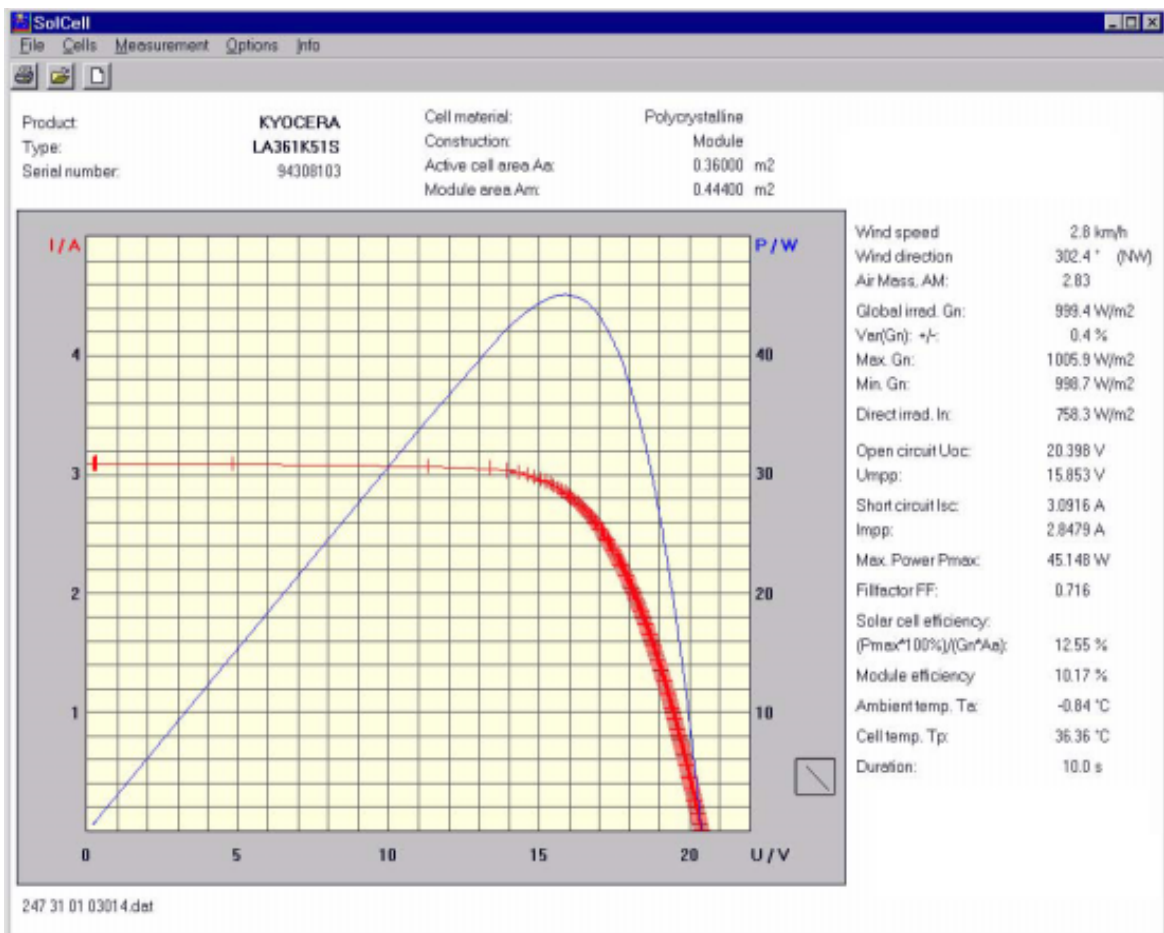 SolCell
File Cells Measurement Options Info
Product: KYOCERA
Type: LA361K51S
Serial number: 94308103
Cell material: Polycrystalline
Construction: Module
Active cell area Aa: 0.36000 m2
Module area Am: 0.44400 m2
I / A
P / W
4 40
3 30
2 20
1 10
0 5 10 15 20 U / V
Wind speed 2.8 km/h
Wind direction 302.4 ° (NW)
Air Mass, AM: 2.83
Global irrad. Gn: 999.4 W/m2
Var(Gn): +/-: 0.4 %
Max. Gn: 1005.9 W/m2
Min. Gn: 998.7 W/m2
Direct irrad. In: 758.3 W/m2
Open circuit Uoc: 20.398 V
Umpp: 15.853 V
Short circuit Isc: 3.0916 A
Impp: 2.8479 A
Max. Power Pmax: 45.148 W
Fillfactor FF: 0.716
Solar cell efficiency:
(Pmax*100%)/(Gn*Aa): 12.55 %
Module efficiency 10.17 %
Ambient temp. Ta: -0.84 °C
Cell temp. Tp: 36.36 °C
Duration: 10.0 s
247 31 01 03014.dat